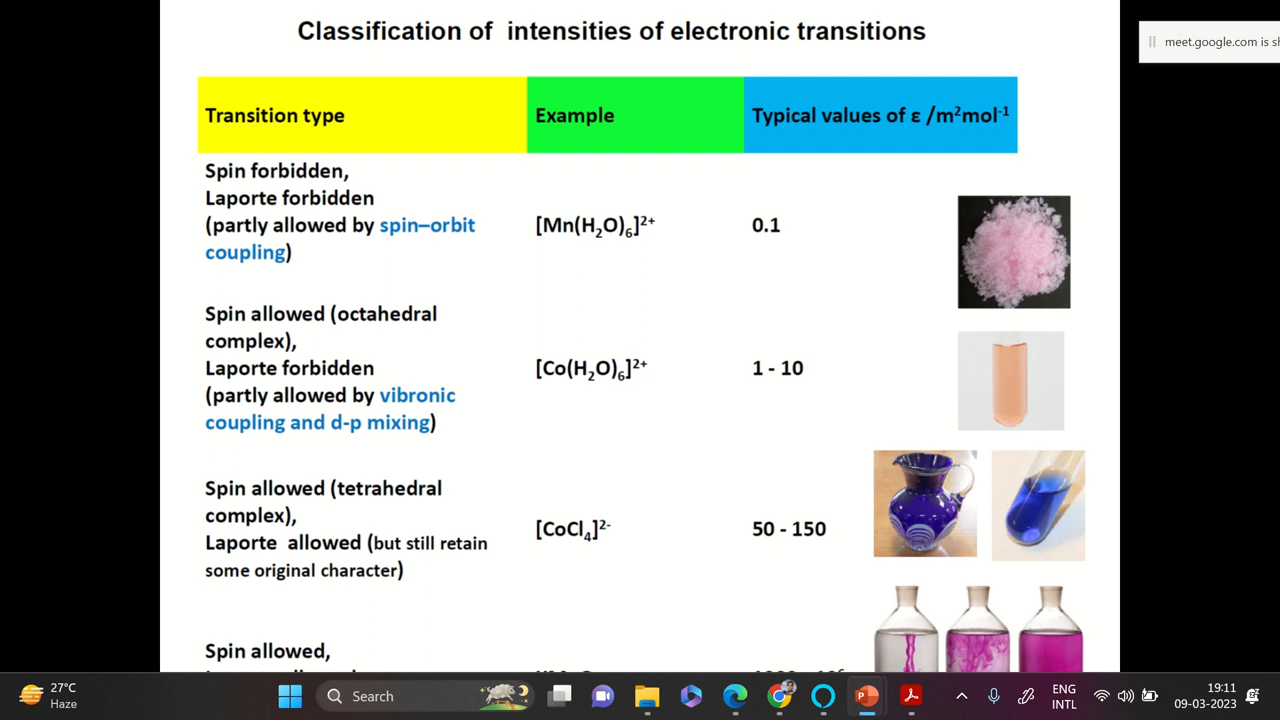 Classification of intensities of electronic transitions
meet.google.com is sh
Transition type
Example
Typical values of ε /m²mol⁻¹
Spin forbidden,
Laporte forbidden
(partly allowed by spin–orbit
coupling)
[Mn(H₂O)₆]²⁺
0.1
Spin allowed (octahedral
complex),
Laporte forbidden
(partly allowed by vibronic
coupling and d-p mixing)
[Co(H₂O)₆]²⁺
1 - 10
Spin allowed (tetrahedral
complex),
Laporte allowed (but still retain
some original character)
[CoCl₄]²⁻
50 - 150
Spin allowed,
27°C
Haze
Search
ENG
INTL
19:11
09-03-2023